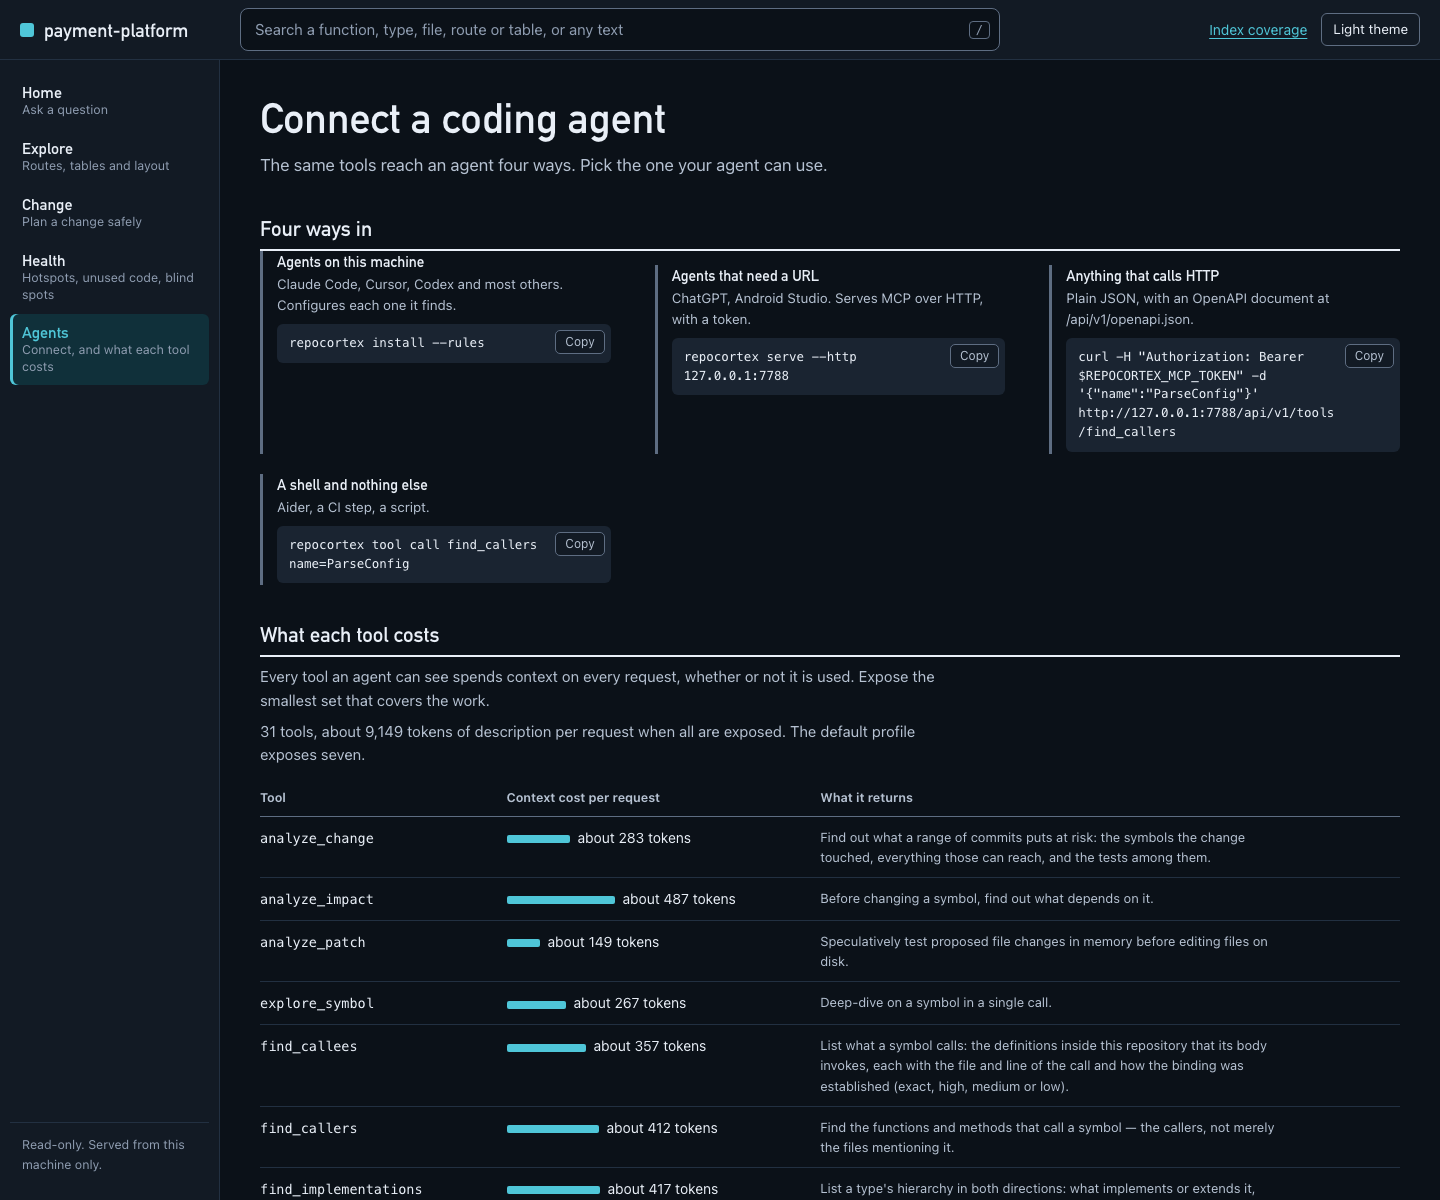 payment-platform
Search a function, type, file, route or table, or any text
/
Index coverage
Light theme
Home
Ask a question
Explore
Routes, tables and layout
Change
Plan a change safely
Health
Hotspots, unused code, blind
spots
Agents
Connect, and what each tool
costs
Read-only. Served from this
machine only.
Connect a coding agent
The same tools reach an agent four ways. Pick the one your agent can use.
Four ways in
Agents on this machine
Claude Code, Cursor, Codex and most others.
Configures each one it finds.
repocortex install --rules
Copy
Agents that need a URL
ChatGPT, Android Studio. Serves MCP over HTTP,
with a token.
repocortex serve --http
127.0.0.1:7788
Copy
Anything that calls HTTP
Plain JSON, with an OpenAPI document at
/api/v1/openapi.json.
curl -H "Authorization: Bearer
$REPOCORTEX_MCP_TOKEN" -d
'{"name":"ParseConfig"}'
http://127.0.0.1:7788/api/v1/tools
/find_callers
Copy
A shell and nothing else
Aider, a CI step, a script.
repocortex tool call find_callers
name=ParseConfig
Copy
What each tool costs
Every tool an agent can see spends context on every request, whether or not it is used. Expose the
smallest set that covers the work.
31 tools, about 9,149 tokens of description per request when all are exposed. The default profile
exposes seven.
Tool
Context cost per request
What it returns
analyze_change
about 283 tokens
Find out what a range of commits puts at risk: the symbols the change
touched, everything those can reach, and the tests among them.
analyze_impact
about 487 tokens
Before changing a symbol, find out what depends on it.
analyze_patch
about 149 tokens
Speculatively test proposed file changes in memory before editing files on
disk.
explore_symbol
about 267 tokens
Deep-dive on a symbol in a single call.
find_callees
about 357 tokens
List what a symbol calls: the definitions inside this repository that its body
invokes, each with the file and line of the call and how the binding was
established (exact, high, medium or low).
find_callers
about 412 tokens
Find the functions and methods that call a symbol — the callers, not merely
the files mentioning it.
find_implementations
about 417 tokens
List a type's hierarchy in both directions: what implements or extends it,